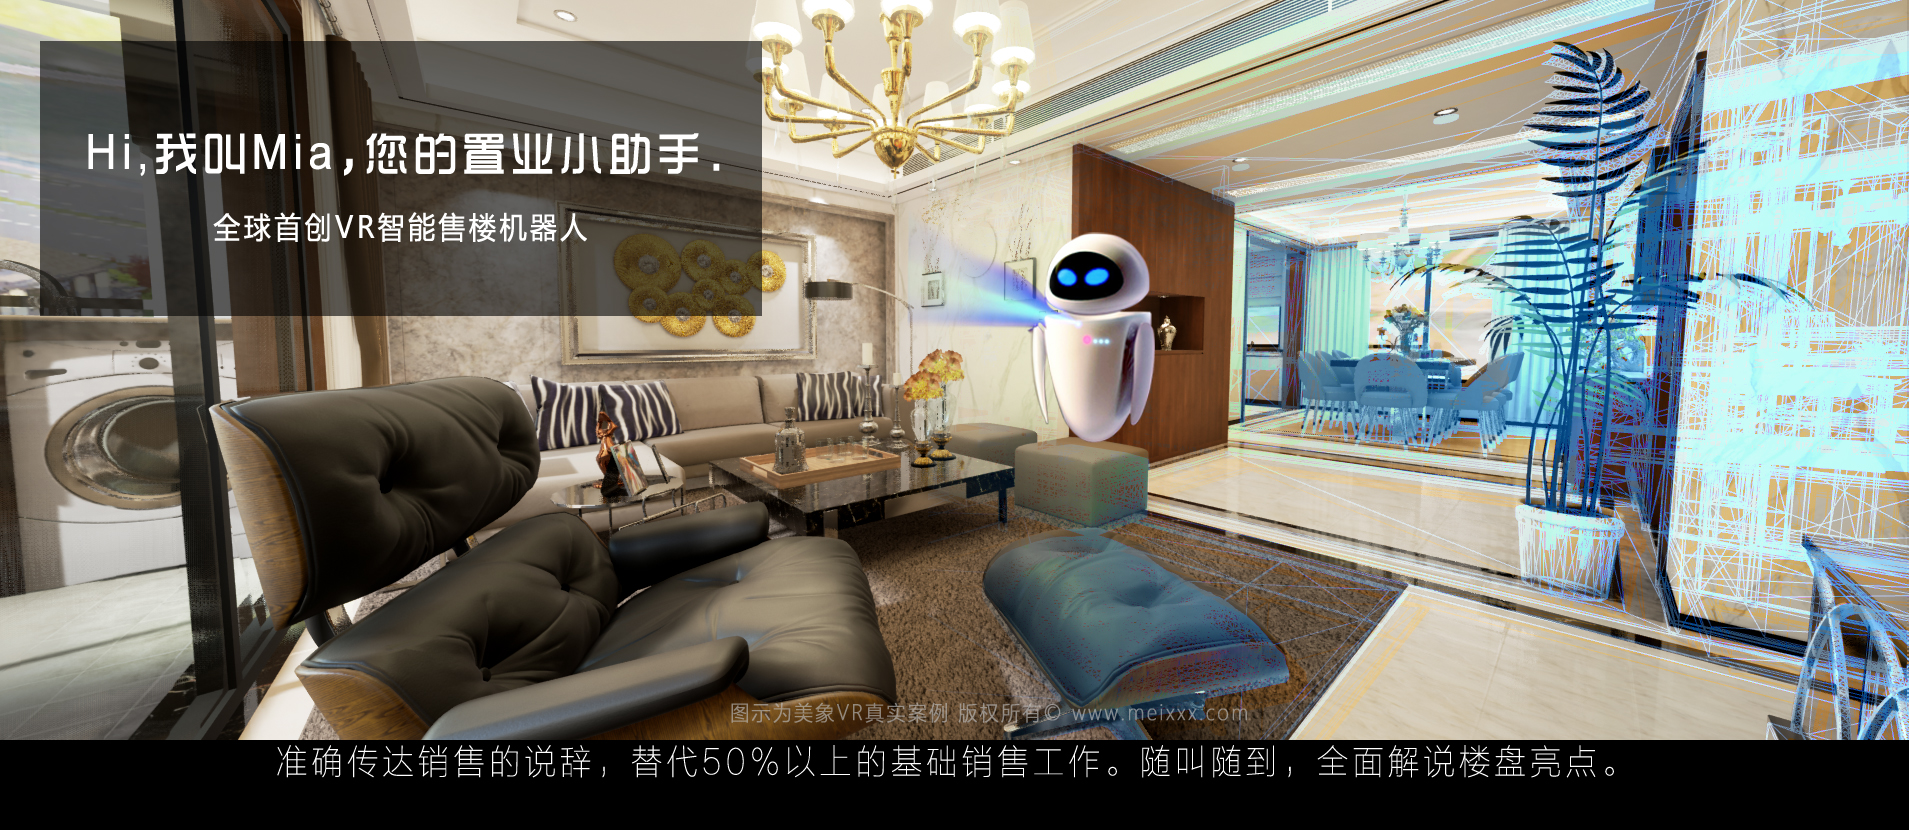 Hi,我叫Mia,您的置业小助手.
全球首创VR智能售楼机器人
图示为美象VR真实案例 版权所有© www.meixxx.com
准确传达销售的说辞，替代50%以上的基础销售工作。随叫随到，全面解说楼盘亮点。